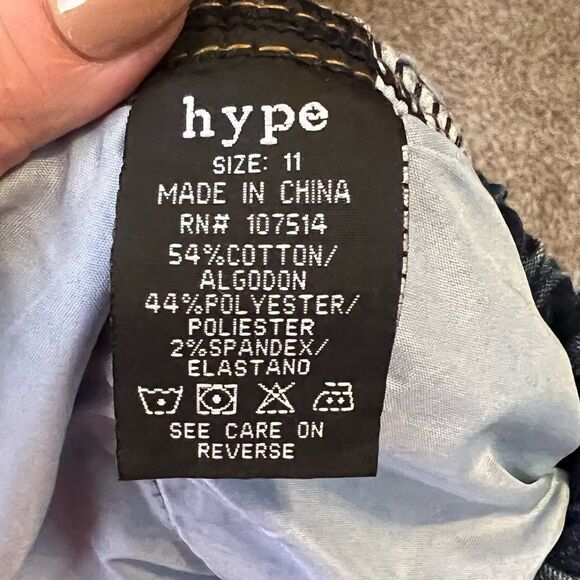 hype
SIZE: 11
MADE IN CHINA
RN# 107514
54%COTTON/
ALGODON
44%POLYESTER/
POLIESTER
2%SPANDEX/
ELASTANO
SEE CARE ON
REVERSE